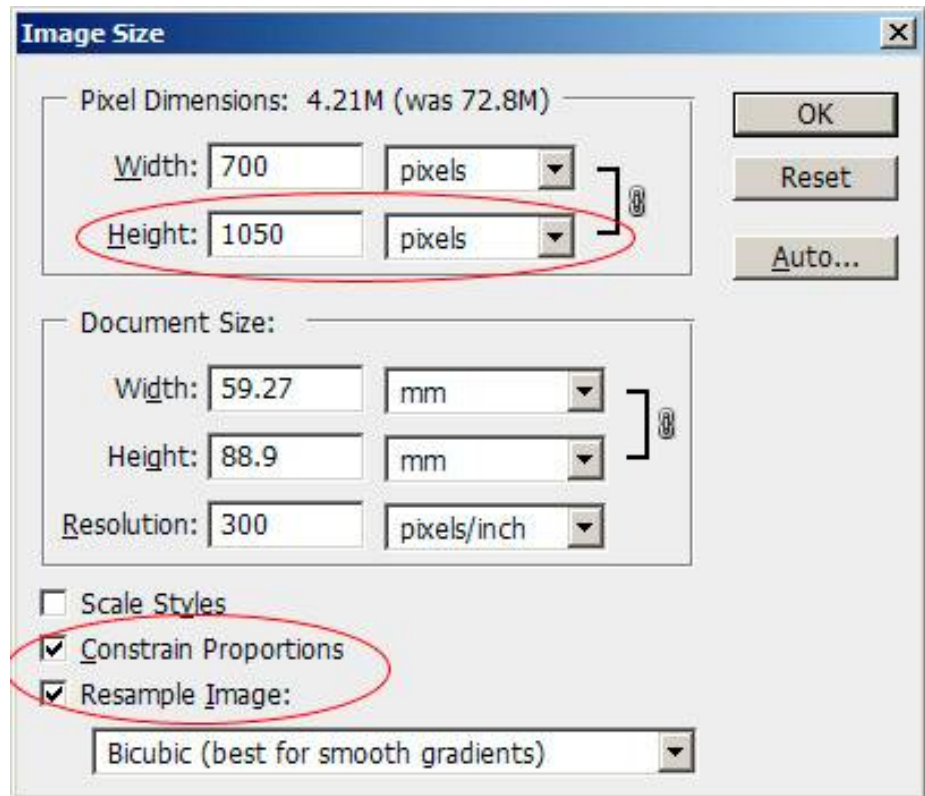 Image Size
Pixel Dimensions: 4.21M (was 72.8M)
OK
Width: 700 pixels
Reset
Height: 1050 pixels
Auto...
Document Size:
Width: 59.27 mm
Height: 88.9 mm
Resolution: 300 pixels/inch
Scale Styles
Constrain Proportions
Resample Image:
Bicubic (best for smooth gradients)